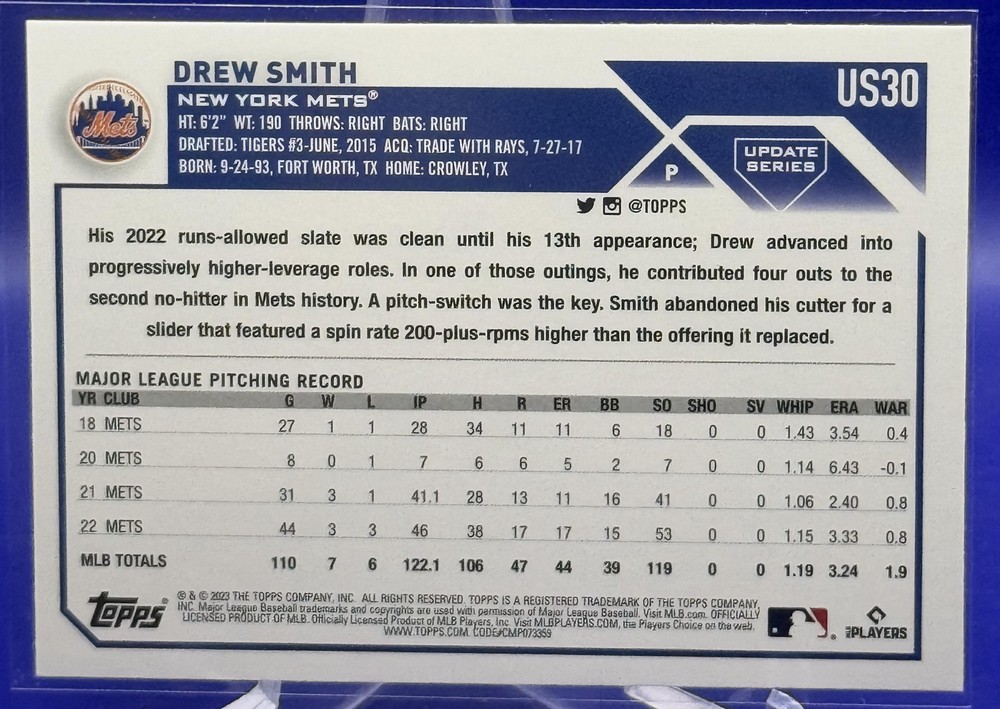 DREW SMITH
US30
NEW YORK METS®
HT: 6'2" WT: 190 THROWS: RIGHT BATS: RIGHT
DRAFTED: TIGERS #3-JUNE, 2015 ACQ: TRADE WITH RAYS, 7-27-17
BORN: 9-24-93, FORT WORTH, TX HOME: CROWLEY, TX
Mets
P
UPDATE
SERIES
@TOPPS
His 2022 runs-allowed slate was clean until his 13th appearance; Drew advanced into
progressively higher-leverage roles. In one of those outings, he contributed four outs to the
second no-hitter in Mets history. A pitch-switch was the key. Smith abandoned his cutter for a
slider that featured a spin rate 200-plus-rpms higher than the offering it replaced.
MAJOR LEAGUE PITCHING RECORD
YR CLUB G W L IP H R ER BB SO SHO SV WHIP ERA WAR
18 METS 27 1 1 28 34 11 11 6 18 0 0 1.43 3.54 0.4
20 METS 8 0 1 7 6 6 5 2 7 0 0 1.14 6.43 -0.1
21 METS 31 3 1 41.1 28 13 11 16 41 0 0 1.06 2.40 0.8
22 METS 44 3 3 46 38 17 17 15 53 0 0 1.15 3.33 0.8
MLB TOTALS 110 7 6 122.1 106 47 44 39 119 0 0 1.19 3.24 1.9
TOPPS
® & © 2023 THE TOPPS COMPANY, INC. ALL RIGHTS RESERVED. TOPPS IS A REGISTERED TRADEMARK OF THE TOPPS COMPANY,
INC. Major League Baseball trademarks and copyrights are used with permission of Major League Baseball. Visit MLB.com. OFFICIALLY
LICENSED PRODUCT OF MLB. Officially Licensed Product of MLB Players, Inc. Visit MLBPLAYERS.COM, the Players Choice on the web.
WWW.TOPPS.COM. CODE#CMP073359
PLAYERS